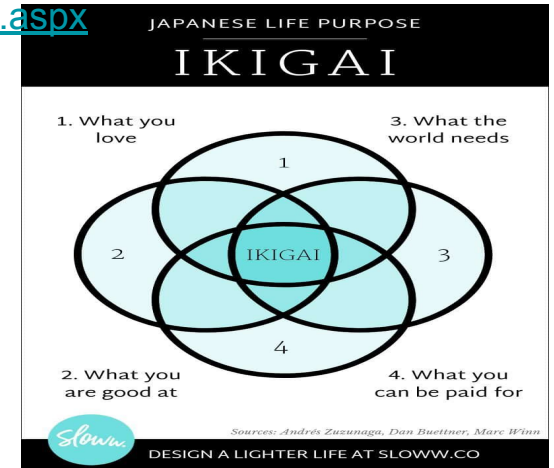 .aspx
JAPANESE LIFE PURPOSE
IKIGAI
1. What you
love
3. What the
world needs
1
2
IKIGAI
3
4
2. What you
are good at
4. What you
can be paid for
Sources: Andrés Zuzunaga, Dan Buettner, Marc Winn
Sloww.
DESIGN A LIGHTER LIFE AT SLOWW.CO